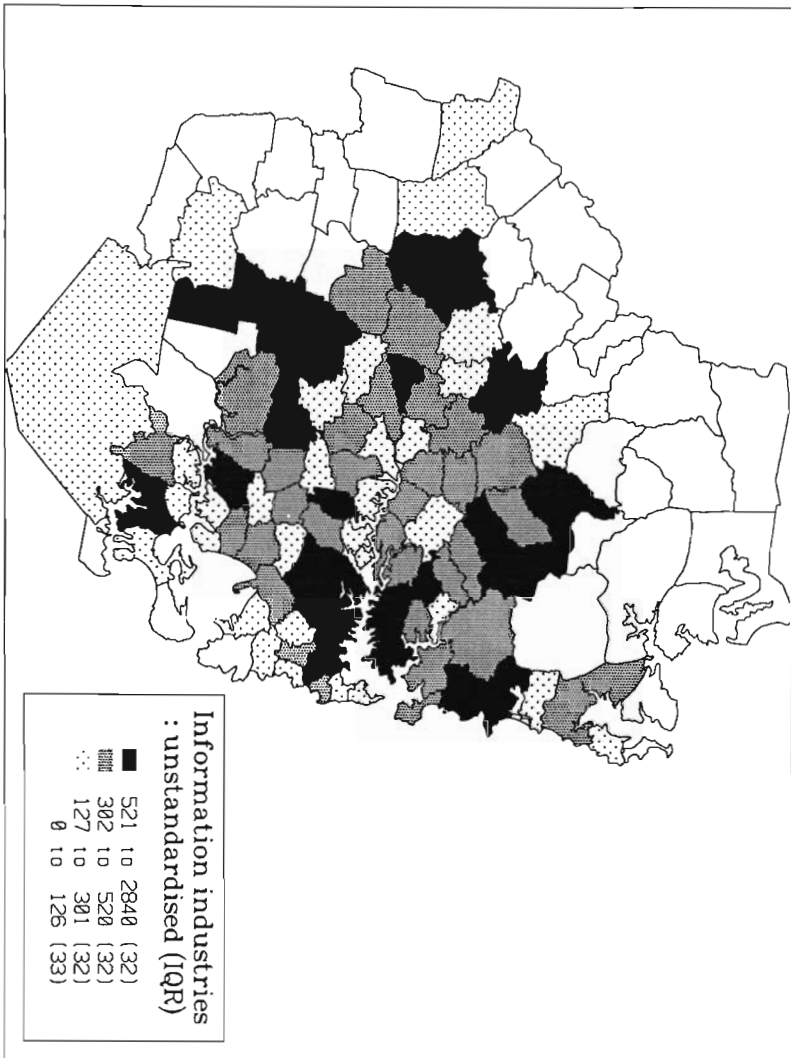 Information industries
: unstandardised (IQR)
521 to 2840 (32)
302 to 520 (32)
127 to 301 (32)
0 to 126 (33)